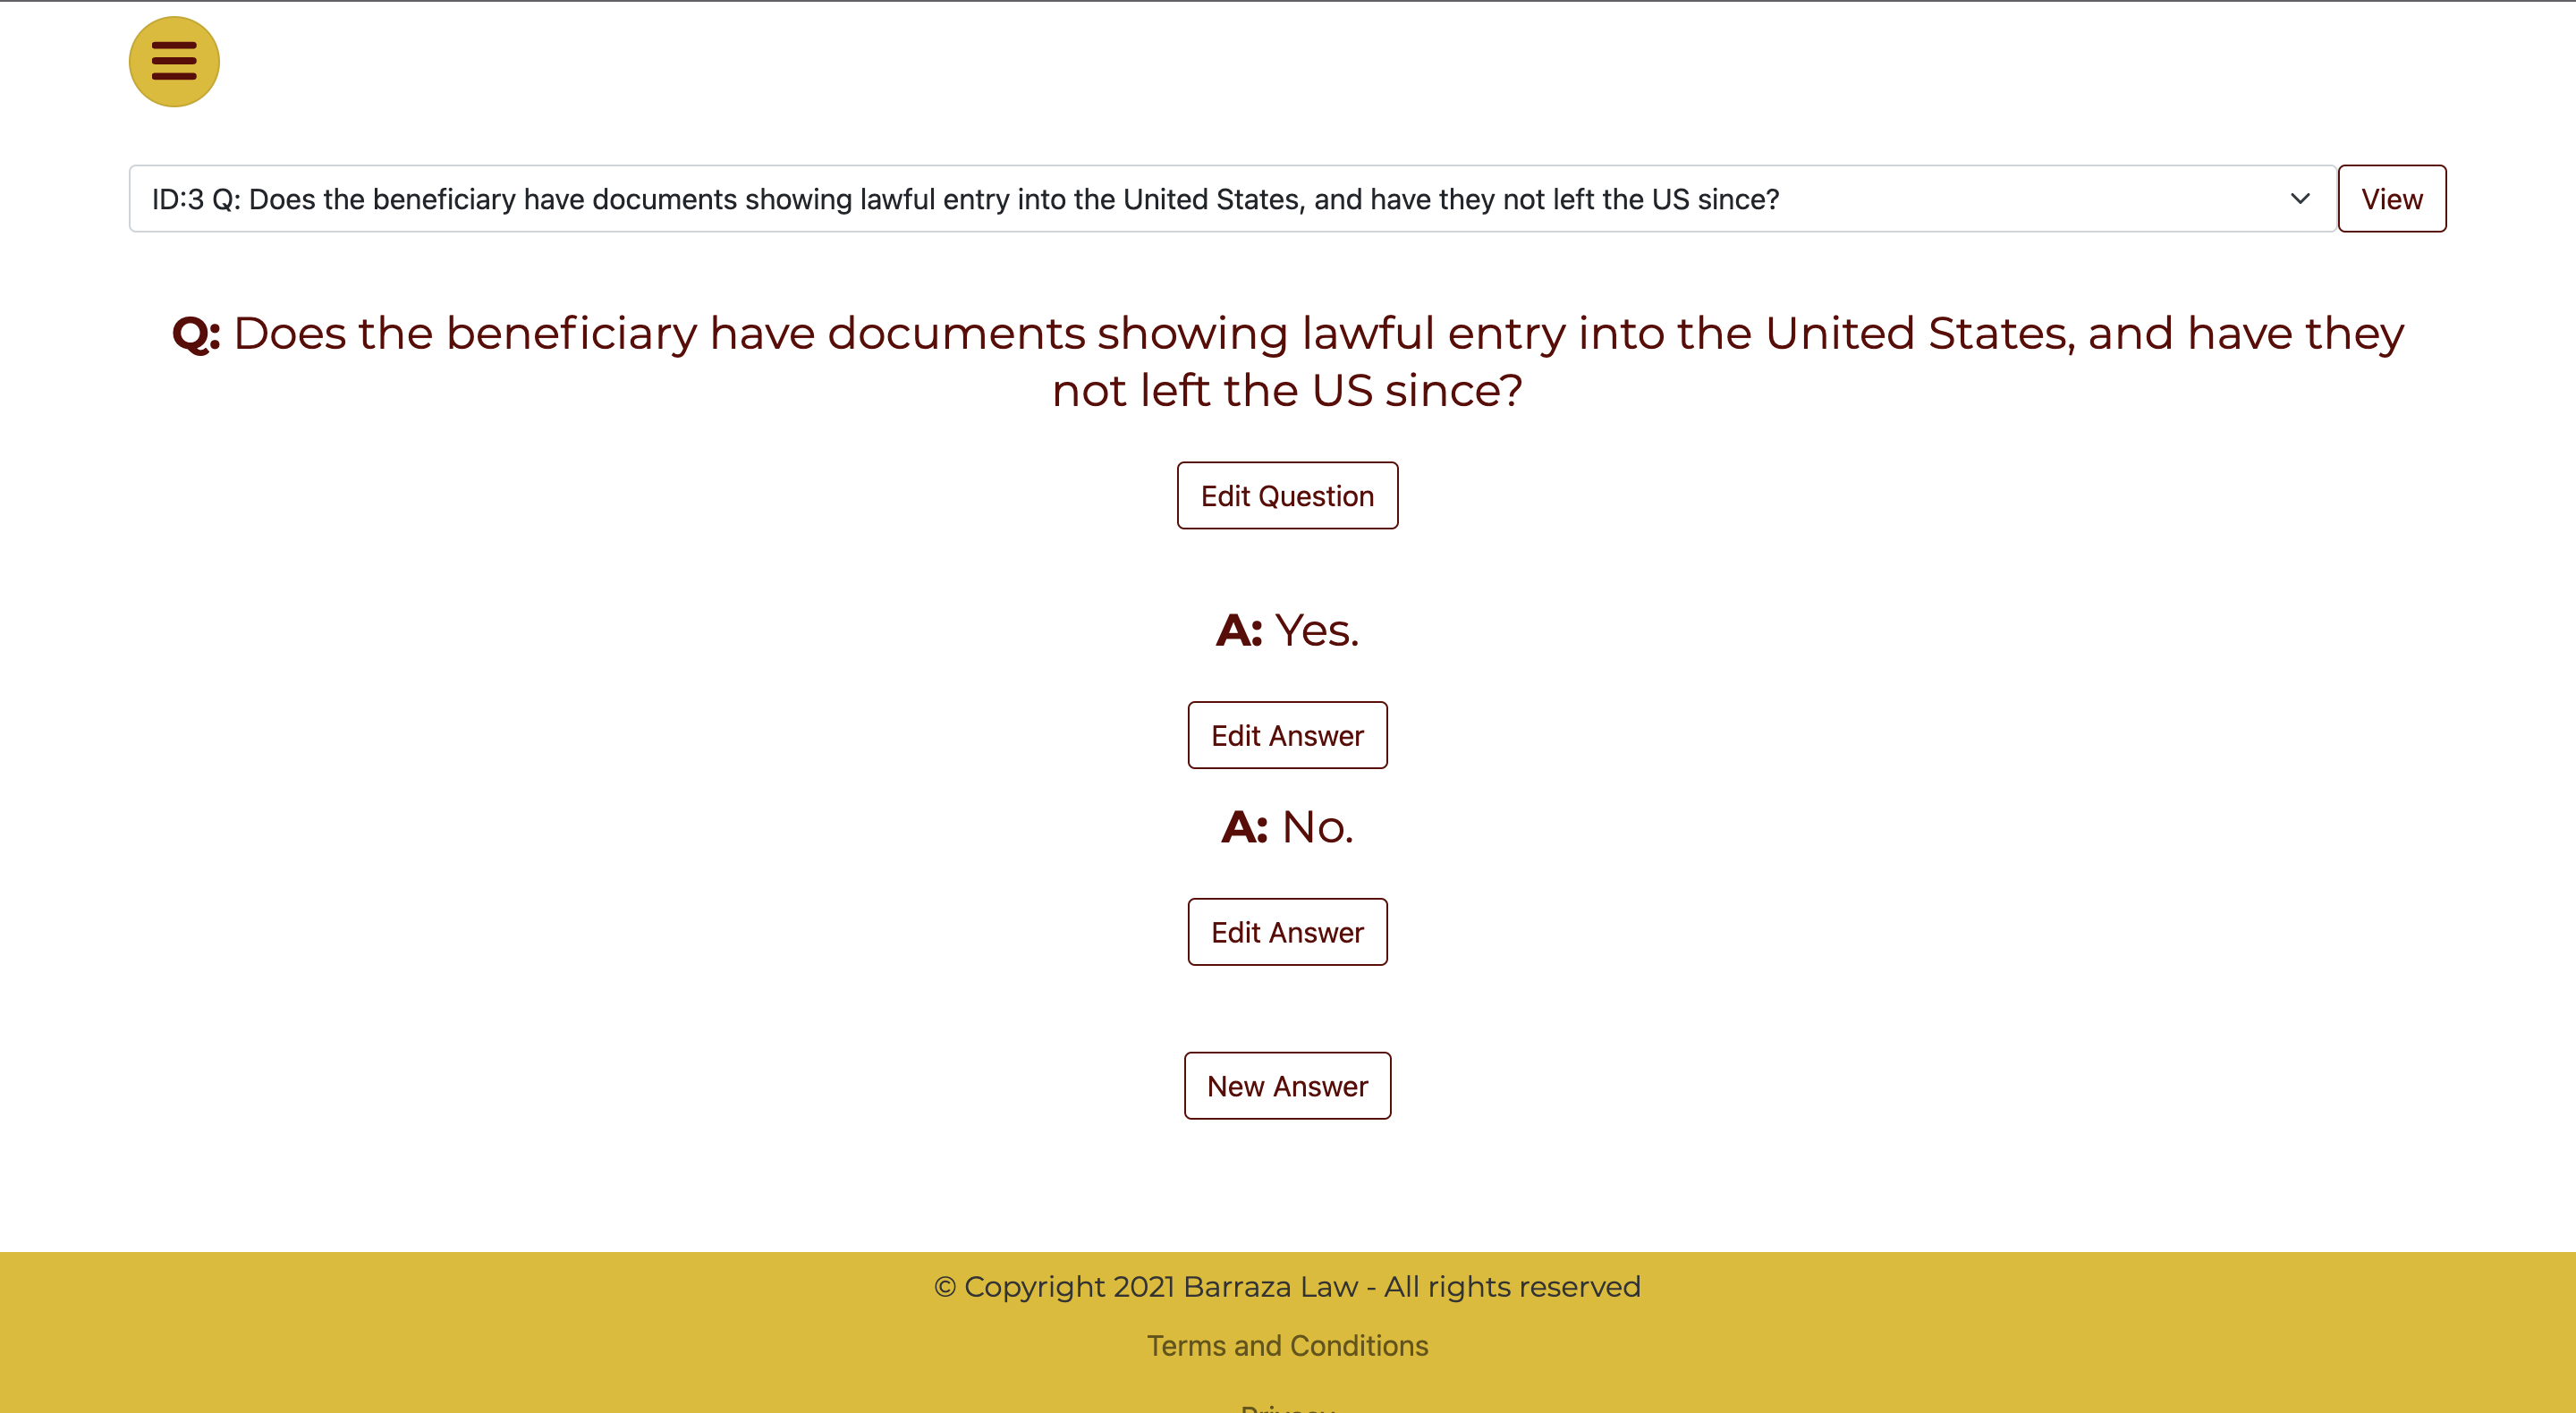 ID:3 Q: Does the beneficiary have documents showing lawful entry into the United States, and have they not left the US since?
View
Q: Does the beneficiary have documents showing lawful entry into the United States, and have they
not left the US since?
Edit Question
A: Yes.
Edit Answer
A: No.
Edit Answer
New Answer
© Copyright 2021 Barraza Law - All rights reserved
Terms and Conditions
Privacy